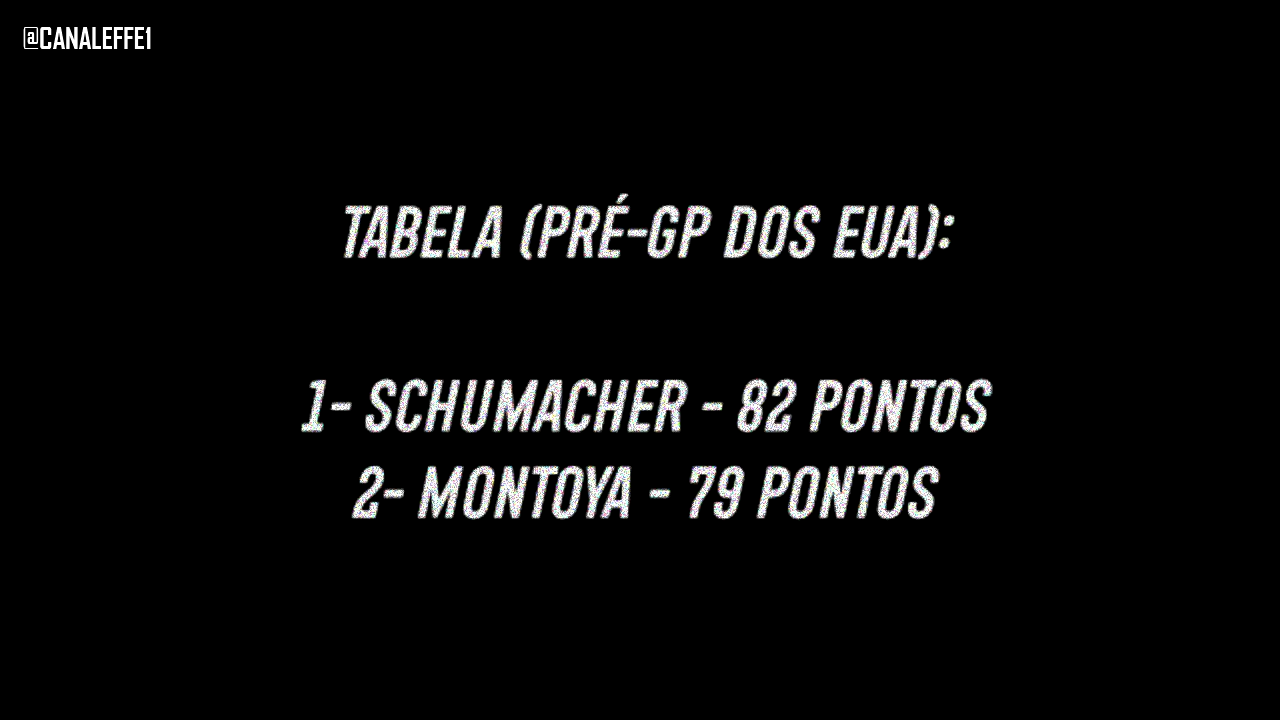 @CANALEFFE1
TABELA (PRÉ-GP DOS EUA):
1- SCHUMACHER - 82 PONTOS
2- MONTOYA - 79 PONTOS